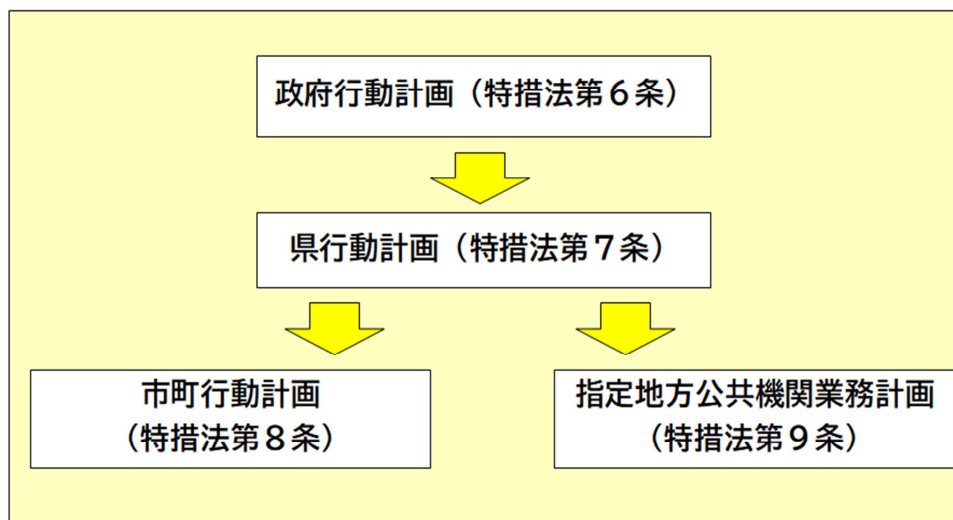 政府行動計画（特措法第６条）
県行動計画（特措法第７条）
市町行動計画
（特措法第８条）
指定地方公共機関業務計画
（特措法第９条）